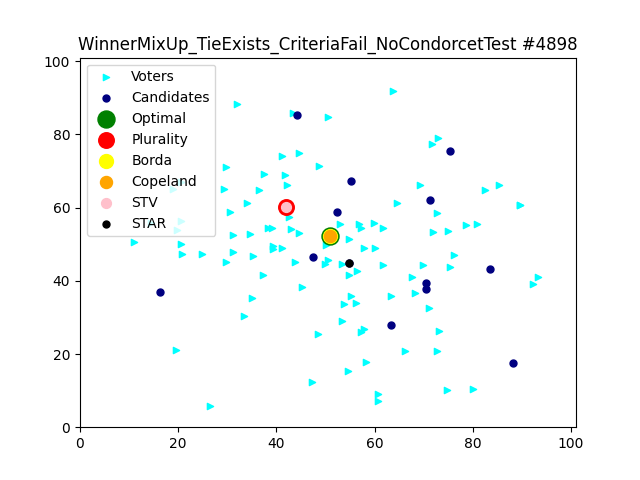 WinnerMixUp_TieExists_CriteriaFail_NoCondorcetTest #4898
100
80
60
40
20
0
Voters
Candidates
Optimal
Plurality
Borda
Copeland
STV
STAR
0 20 40 60 80 100